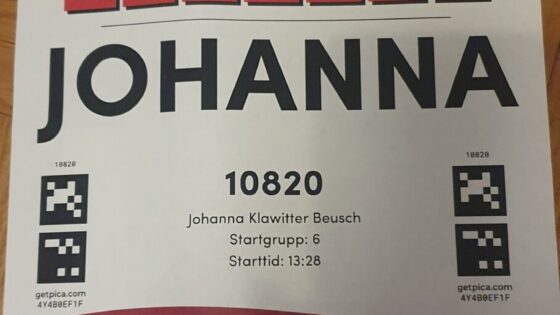 JOHANNA
10820
10820
10820
Johanna Klawitter Beusch
Startgrupp: 6
Starttid: 13:28
getpica.com
4Y4B0EF1F
getpica.com
4Y4B0EF1F